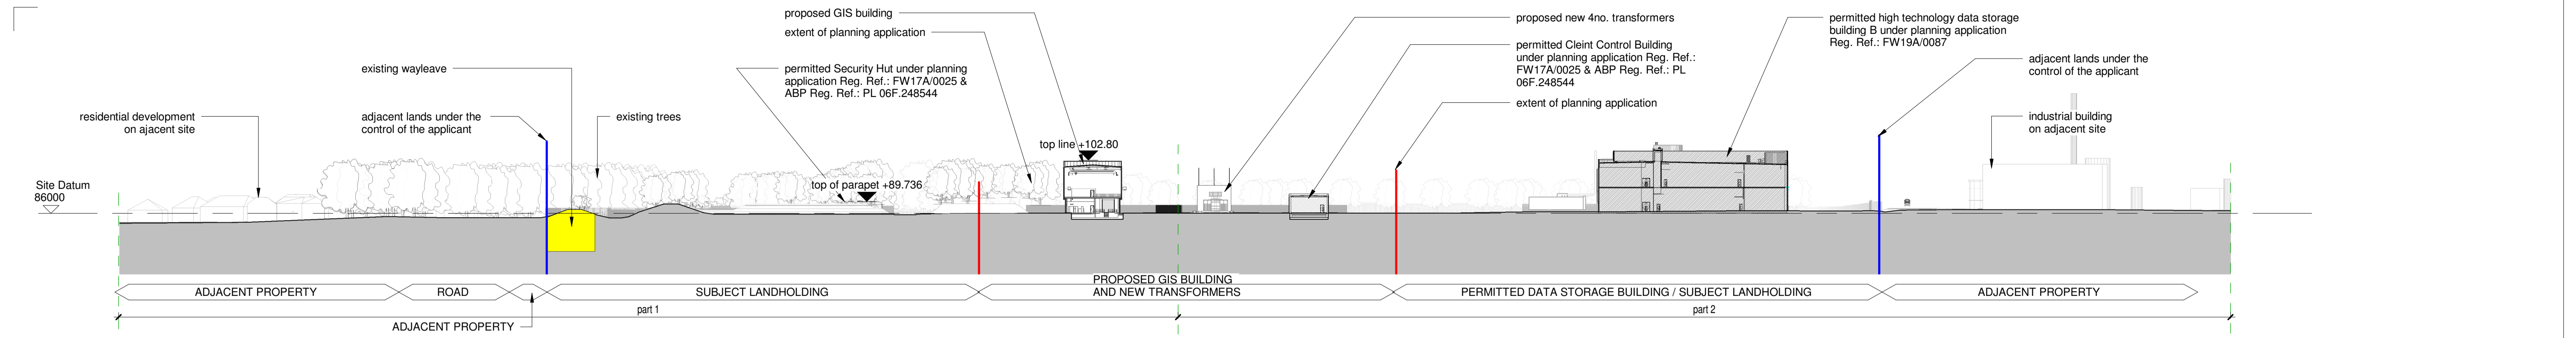 proposed GIS building
extent of planning application
permitted Security Hut under planning
application Reg. Ref.: FW17A/0025 &
ABP Reg. Ref.: PL 06F.248544
existing wayleave
residential development
on ajacent site
adjacent lands under the
control of the applicant
existing trees
Site Datum
86000
top of parapet +89.736
top line +102.80
proposed new 4no. transformers
permitted Cleint Control Building
under planning application Reg. Ref.:
FW17A/0025 & ABP Reg. Ref.: PL
06F.248544
extent of planning application
permitted high technology data storage
building B under planning application
Reg. Ref.: FW19A/0087
adjacent lands under the
control of the applicant
industrial building
on adjacent site
ADJACENT PROPERTY
ROAD
SUBJECT LANDHOLDING
PROPOSED GIS BUILDING
AND NEW TRANSFORMERS
PERMITTED DATA STORAGE BUILDING / SUBJECT LANDHOLDING
ADJACENT PROPERTY
part 1
part 2
ADJACENT PROPERTY